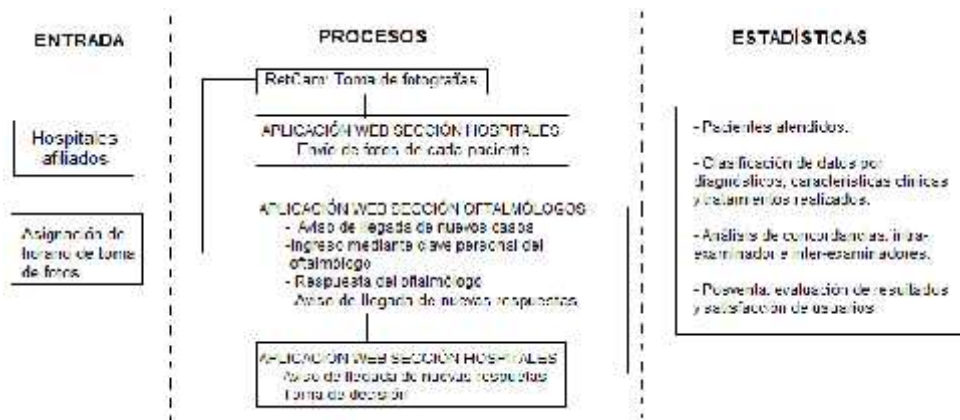 ENTRADA
PROCESOS
ESTADÍSTICAS
Hospitales
afiliados
Asignación de
horario de toma
de fotos
RetCam: Toma de fotografías
APLICACIÓN WEB SECCIÓN HOSPITALES
Envío de fotos de cada paciente
APLICACIÓN WEB SECCIÓN OFTALMÓLOGOS
- Aviso de llegada de nuevos casos
-Ingreso mediante clave personal del
oftalmólogo
- Respuesta del oftalmólogo
- Aviso de llegada de nuevas respuestas
APLICACIÓN WEB SECCIÓN HOSPITALES
Aviso de llegada de nuevas respuetas
Toma de decisión
- Pacientes atendidos.
- Clasificación de datos por
diagnósticos, características clínicas
y tratamientos realizados.
- Análisis de concordancias, intra-
examinador e inter-examinadores.
- Posventa, evaluación de resultados
y satisfacción de usuarios